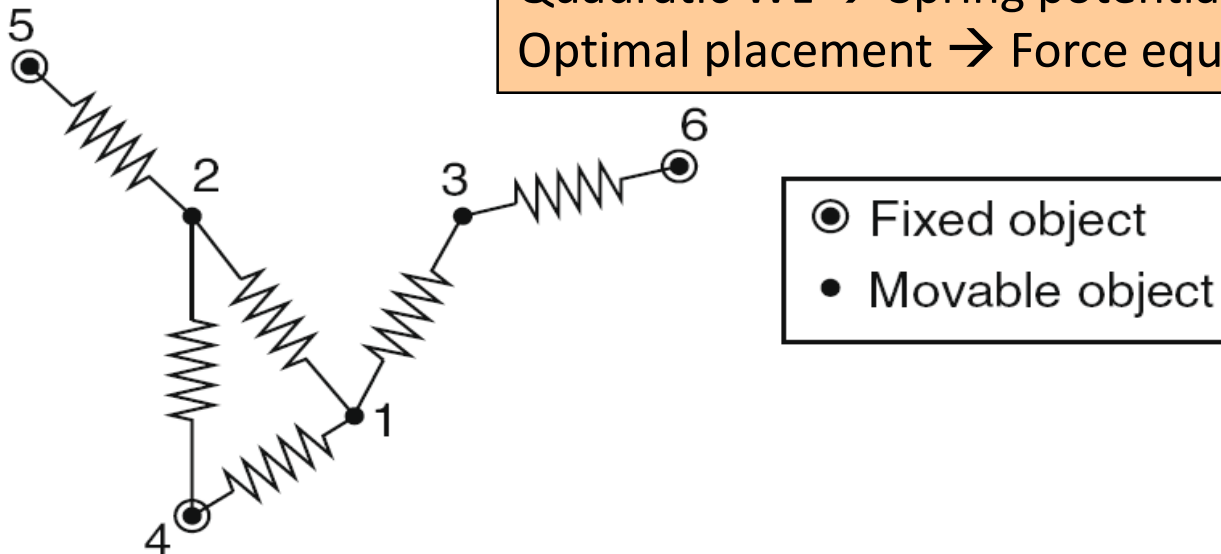 Optimal placement → Force equ
5
6
2
3
Fixed object
Movable object
1
4